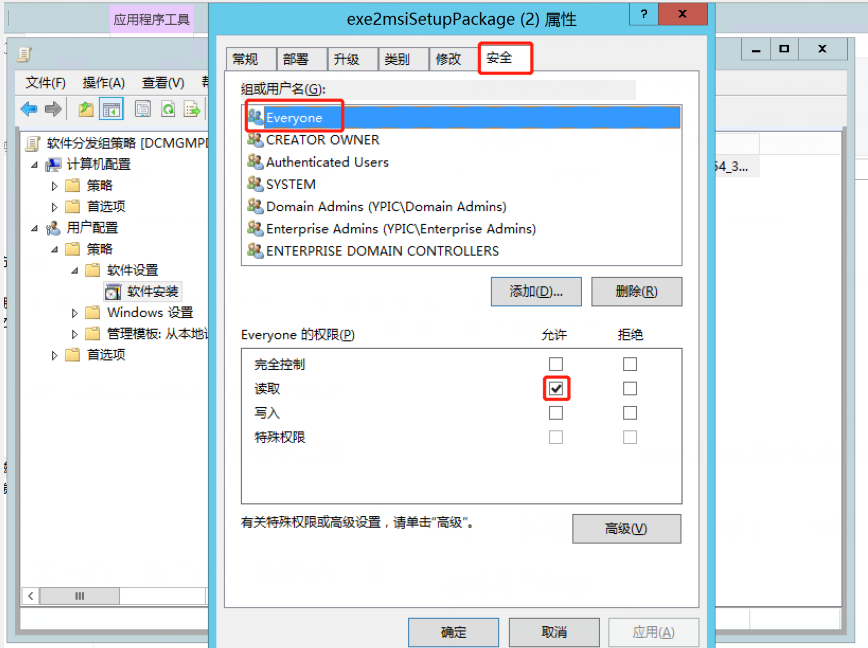 应用程序工具
exe2msiSetupPackage (2) 属性
?
x
文件(F) 操作(A) 查看(V)
常规 部署 升级 类别 修改 安全
组或用户名(G):
Everyone
CREATOR OWNER
Authenticated Users
SYSTEM
Domain Admins (YPIC\Domain Admins)
Enterprise Admins (YPIC\Enterprise Admins)
ENTERPRISE DOMAIN CONTROLLERS
添加(D)... 删除(R)
Everyone 的权限(P) 允许 拒绝
完全控制
读取
写入
特殊权限
有关特殊权限或高级设置，请单击"高级"。
高级(V)
确定 取消 应用(A)
软件分发组策略 [DCMGMPD
计算机配置
策略
首选项
用户配置
策略
软件设置
软件安装
Windows 设置
管理模板: 从本地
首选项
54_3...